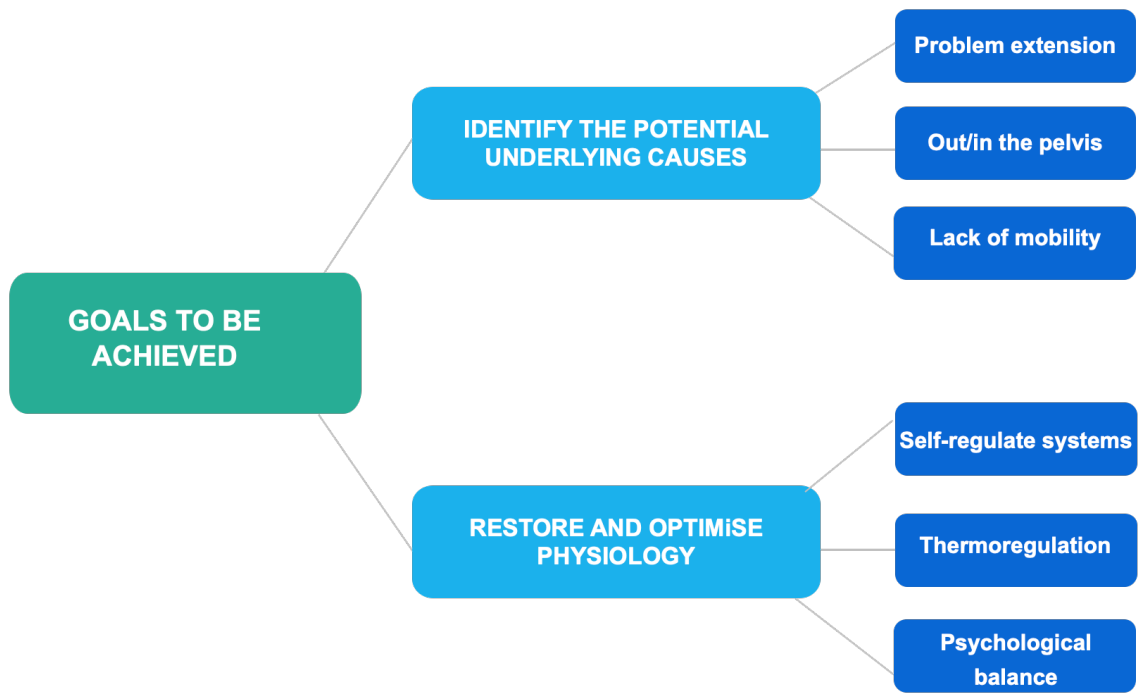 GOALS TO BE
ACHIEVED
IDENTIFY THE POTENTIAL
UNDERLYING CAUSES
Problem extension
Out/in the pelvis
Lack of mobility
RESTORE AND OPTIMiSE
PHYSIOLOGY
Self-regulate systems
Thermoregulation
Psychological
balance